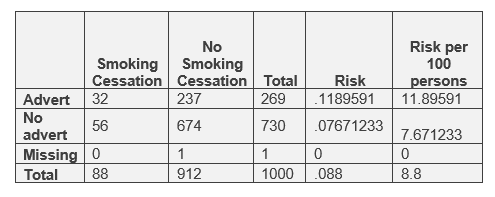 Smoking Cessation No Smoking Cessation Total Risk Risk per 100 persons
Advert 32 237 269 .1189591 11.89591
No advert 56 674 730 .07671233 7.671233
Missing 0 1 1 0 0
Total 88 912 1000 .088 8.8